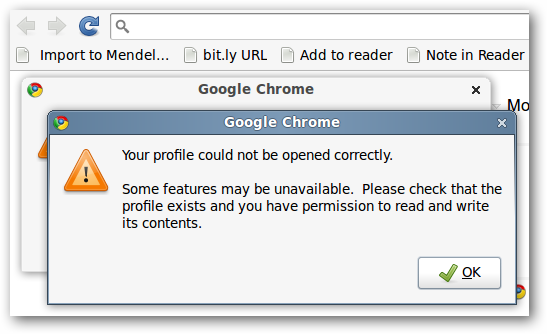 Import to Mendel... bit.ly URL Add to reader Note in Reader
Google Chrome
Mo
Google Chrome
Your profile could not be opened correctly.
Some features may be unavailable. Please check that the
profile exists and you have permission to read and write
its contents.
OK